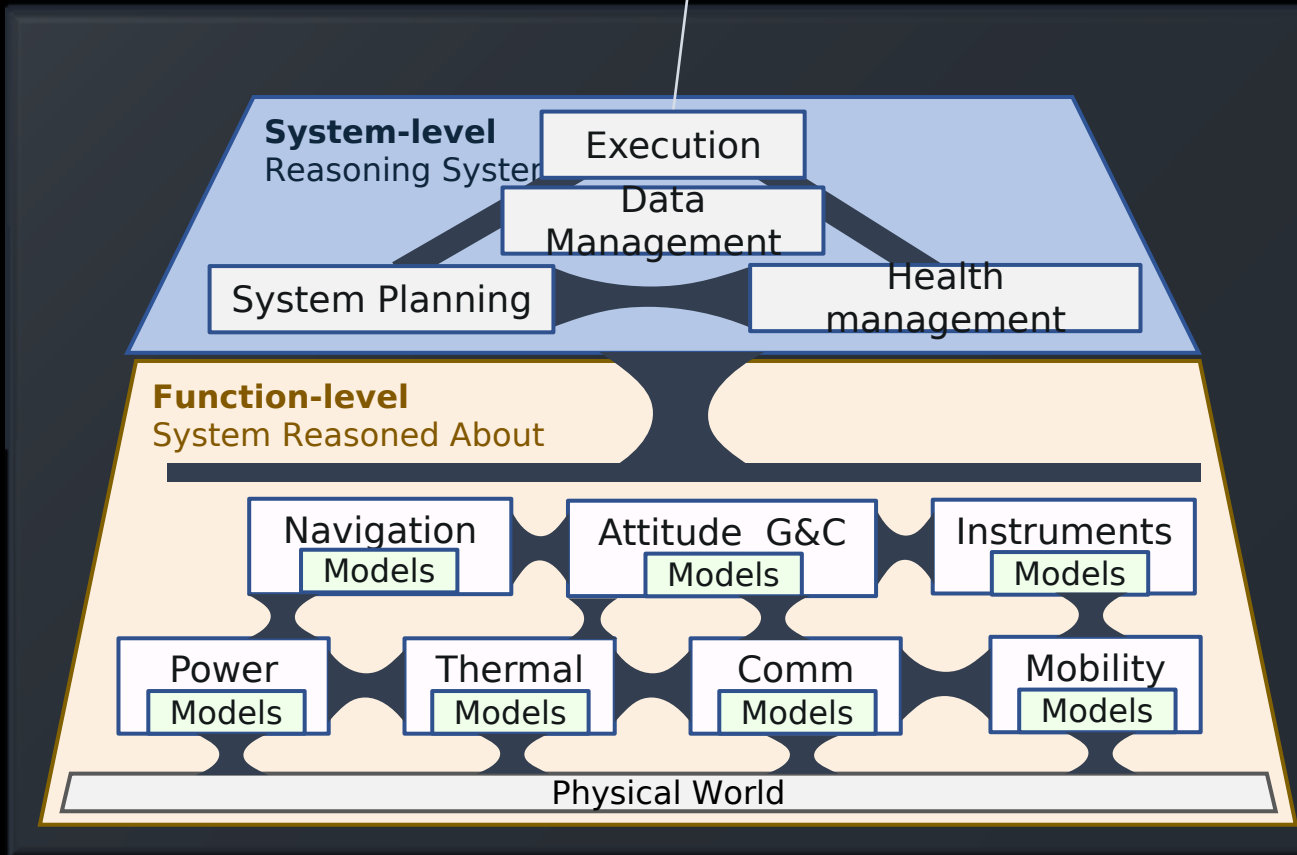 System-level
Reasoning System
Execution
Data
Management
System Planning
Health
management
Function-level
System Reasoned About
Navigation
Models
Attitude G&C
Models
Instruments
Models
Power
Models
Thermal
Models
Comm
Models
Mobility
Models
Physical World